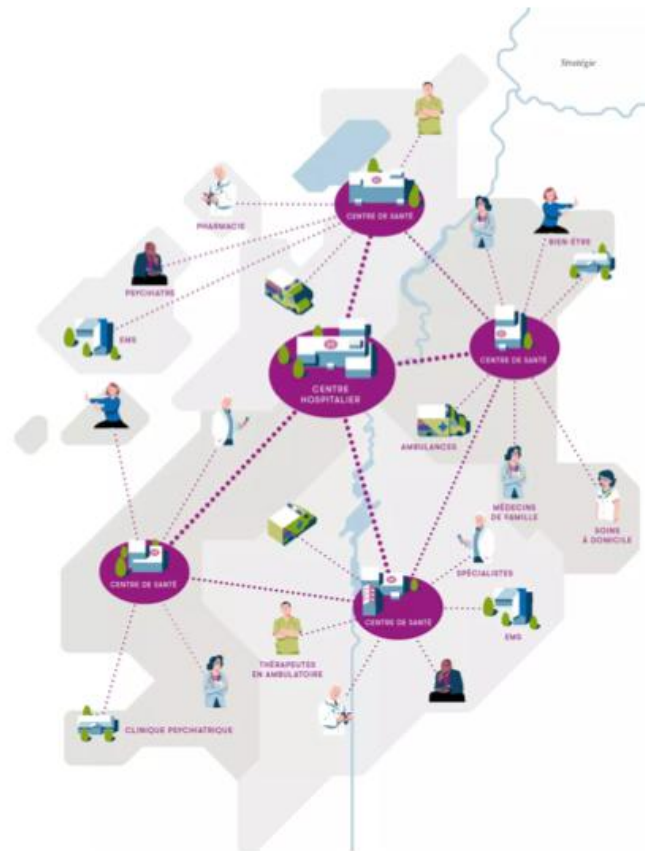 Stratégie
CENTRE DE SANTÉ
PHARMACIE
BIEN-ÊTRE
PSYCHIATRE
EMS
CENTRE DE SANTÉ
CENTRE
HOSPITALIER
AMBULANCES
MÉDECINS
DE FAMILLE
SOINS
À DOMICILE
CENTRE DE SANTÉ
SPÉCIALISTES
CENTRE DE SANTÉ
EMS
THÉRAPEUTES
EN AMBULATOIRE
CLINIQUE PSYCHIATRIQUE